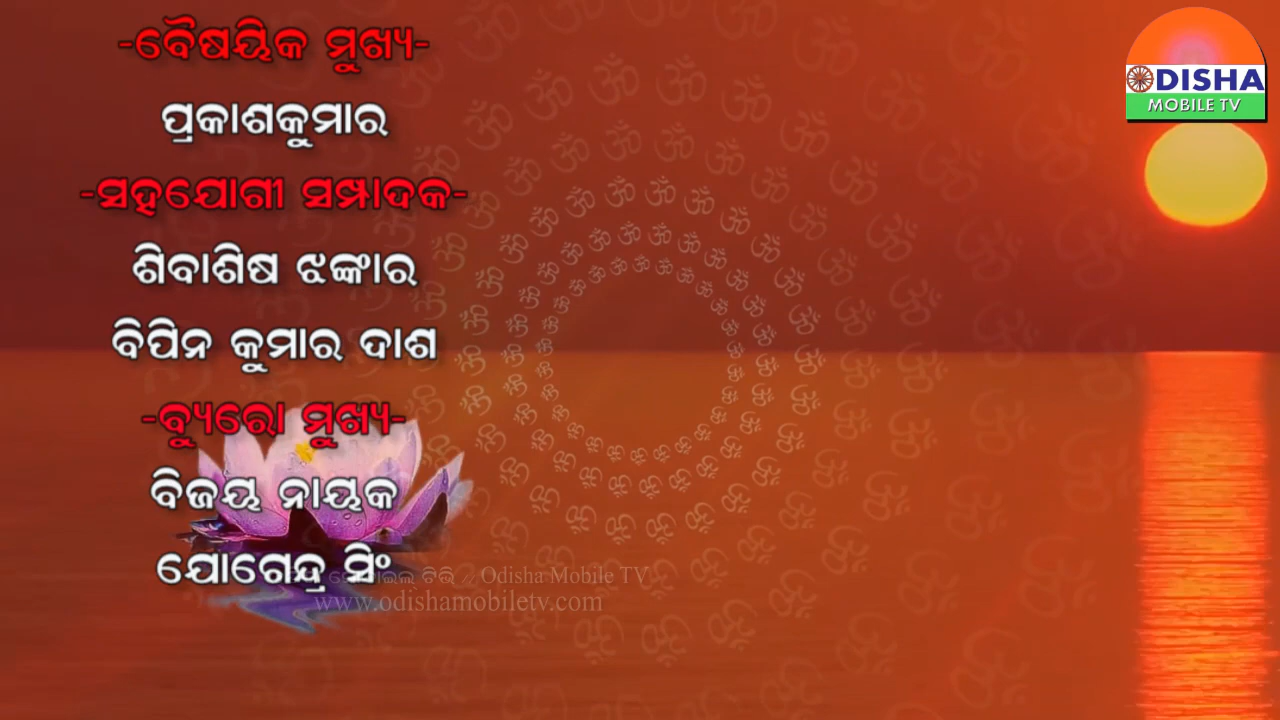 -ବୈଷୟିକ ମୁଖ୍ୟ-
ପ୍ରକାଶକୁମାର
-ସହଯୋଗୀ ସମ୍ପାଦକ-
ଶିବାଶିଷ ଝଙ୍କାର
ବିପିନ କୁମାର ଦାଶ
-ବ୍ୟୁରୋ ମୁଖ୍ୟ-
ବିଜୟ ନାୟକ
ଯୋଗେନ୍ଦ୍ର ସିଂ
ଟିଭି // Odisha Mobile TV
www.odishamobiletv.com
ODISHA
MOBILE TV